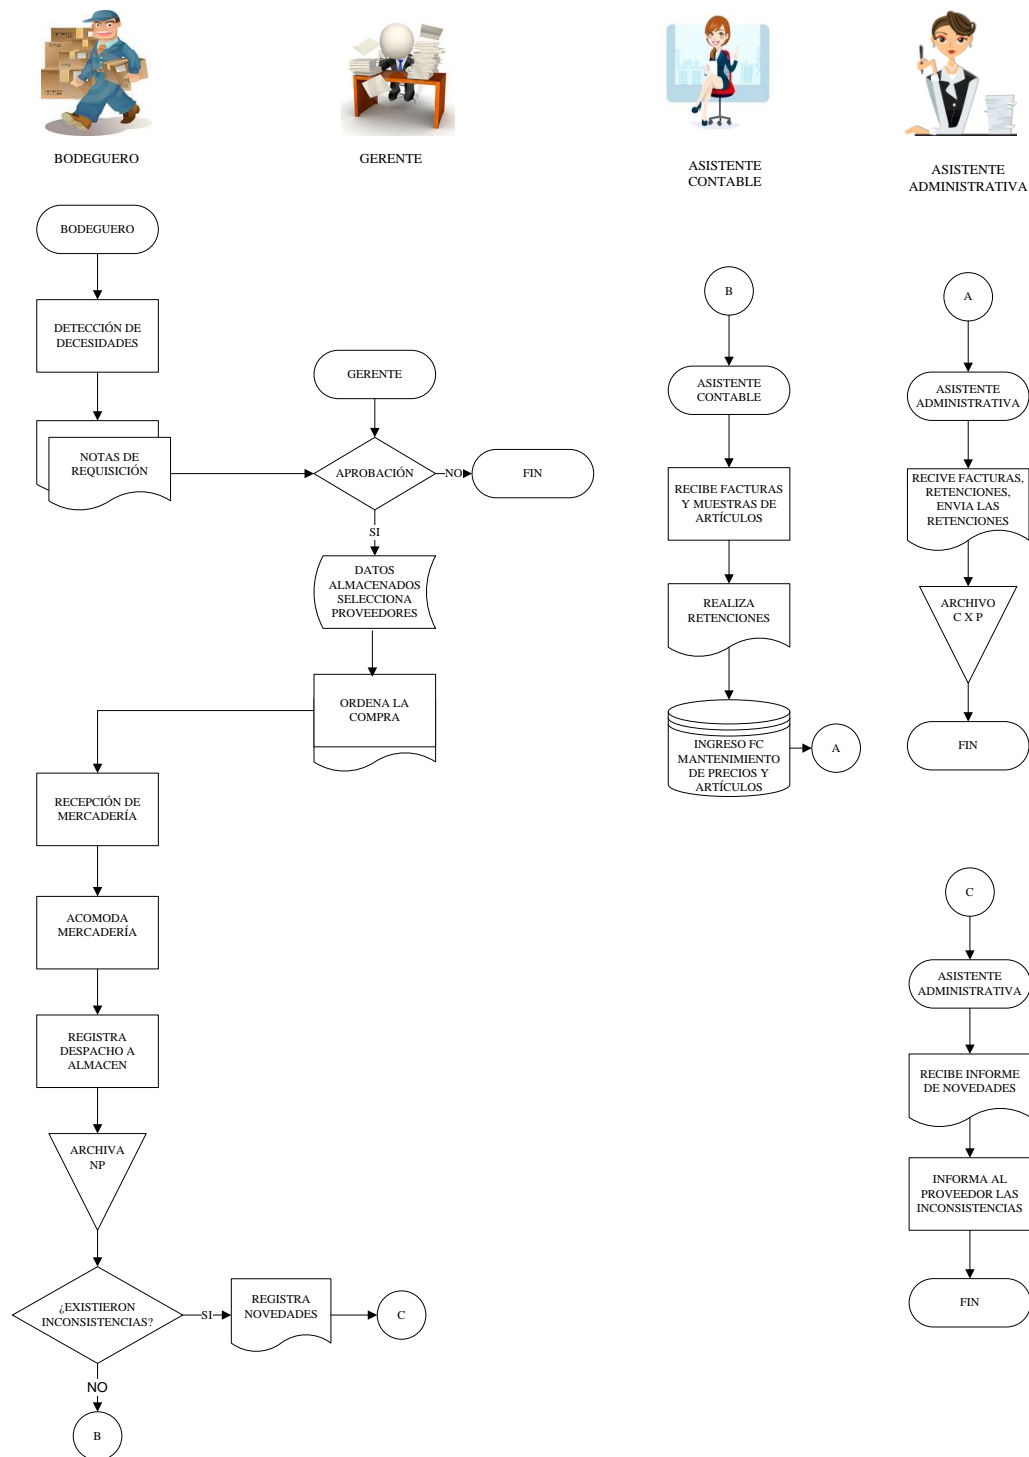 BODEGUERO
GERENTE
ASISTENTE
CONTABLE
ASISTENTE
ADMINISTRATIVA
BODEGUERO
DETECCIÓN DE
DECESIDADES
NOTAS DE
REQUISICIÓN
GERENTE
APROBACIÓN
NO
FIN
SI
DATOS
ALMACENADOS
SELECCIONA
PROVEEDORES
ORDENA LA
COMPRA
RECEPCIÓN DE
MERCADERÍA
ACOMODA
MERCADERÍA
REGISTRA
DESPACHO A
ALMACEN
ARCHIVA
NP
¿EXISTIERON
INCONSISTENCIAS?
SI
REGISTRA
NOVEDADES
C
NO
B
B
ASISTENTE
CONTABLE
RECIBE FACTURAS
Y MUESTRAS DE
ARTÍCULOS
REALIZA
RETENCIONES
INGRESO FC
MANTENIMIENTO
DE PRECIOS Y
ARTÍCULOS
A
A
ASISTENTE
ADMINISTRATIVA
RECIVE FACTURAS,
RETENCIONES,
ENVIA LAS
RETENCIONES
ARCHIVO
C X P
FIN
C
ASISTENTE
ADMINISTRATIVA
RECIBE INFORME
DE NOVEDADES
INFORMA AL
PROVEEDOR LAS
INCONSISTENCIAS
FIN